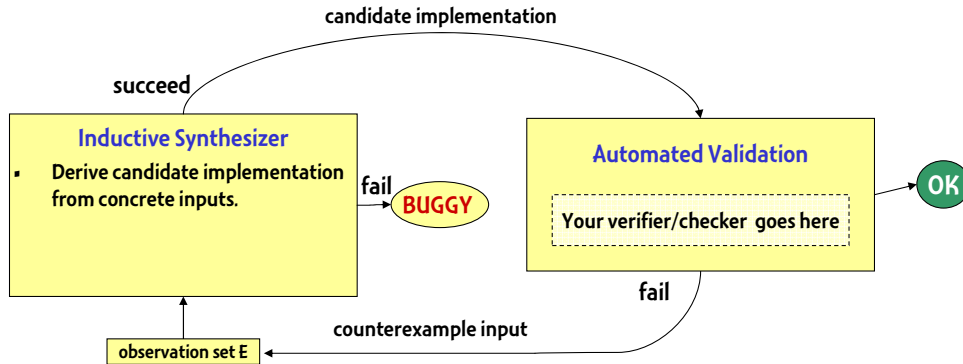 candidate implementation
succeed
Inductive Synthesizer
▪ Derive candidate implementation
from concrete inputs.
fail
BUGGY
Automated Validation
Your verifier/checker goes here
OK
fail
counterexample input
observation set E